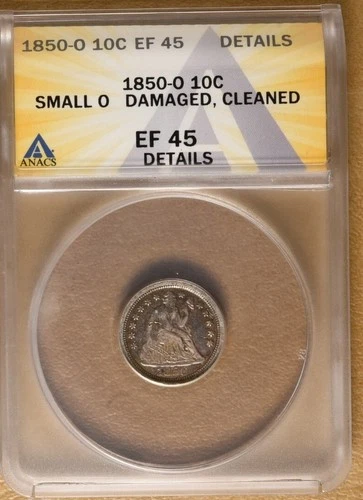 1850-O 10C EF 45 DETAILS
1850-O 10C
SMALL O DAMAGED, CLEANED
EF 45
DETAILS
ANACS